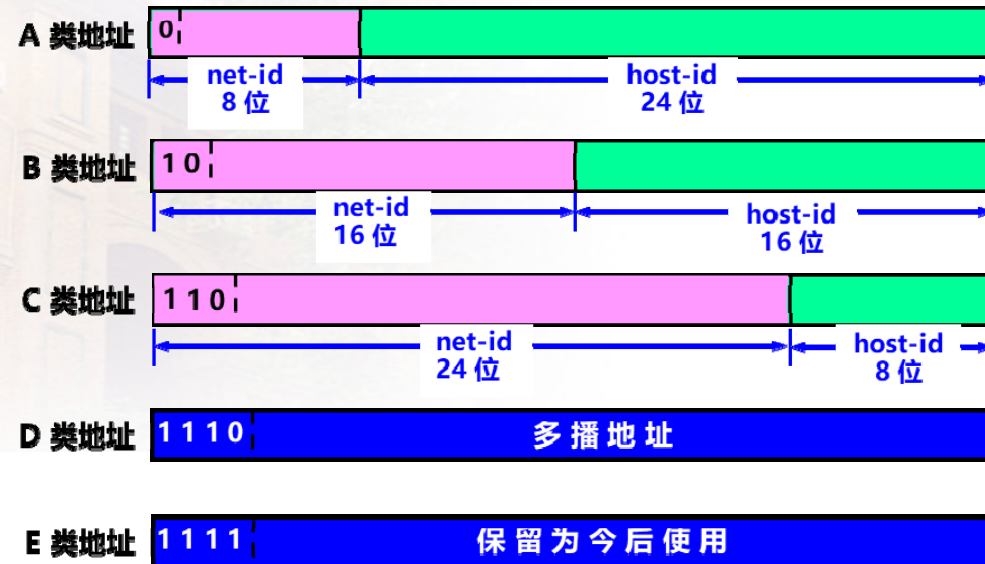 A 类地址 0
net-id host-id
8 位 24 位
B 类地址 1 0
net-id host-id
16 位 16 位
C 类地址 1 1 0
net-id host-id
24 位 8 位
D 类地址 1 1 1 0 多 播 地 址
E 类地址 1 1 1 1 保 留 为 今 后 使 用